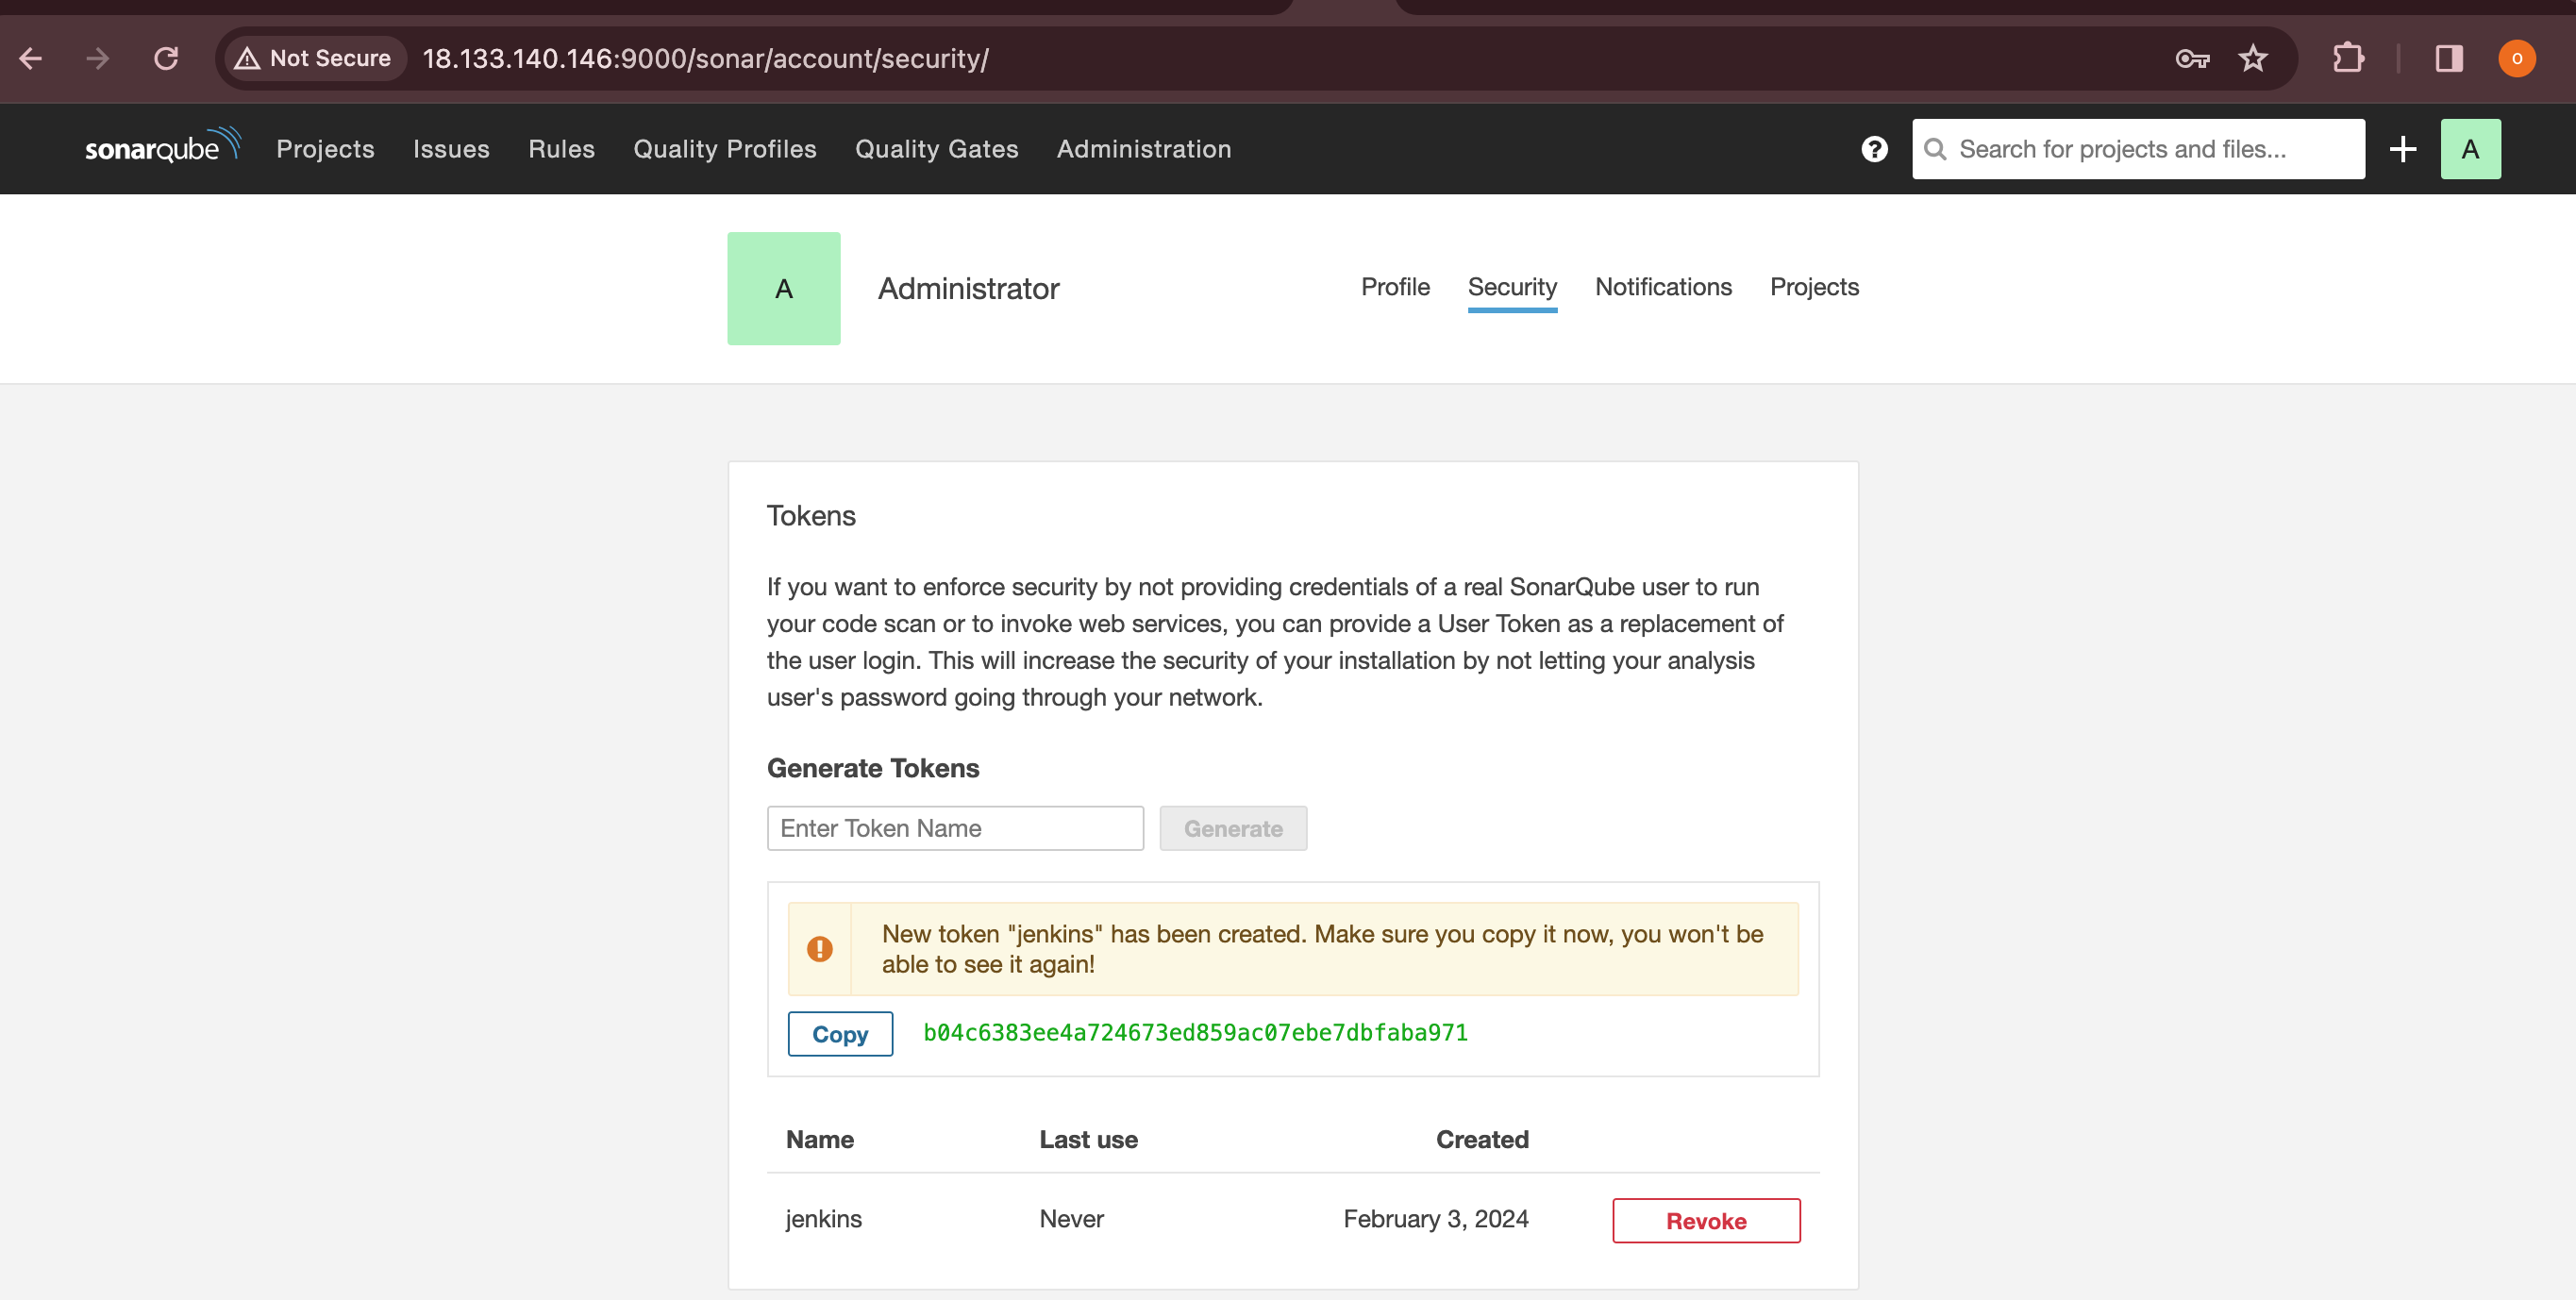 Not Secure 18.133.140.146:9000/sonar/account/security/ O
sonarqube Projects Issues Rules Quality Profiles Quality Gates Administration ? Search for projects and files... A
A Administrator Profile Security Notifications Projects
Tokens
If you want to enforce security by not providing credentials of a real SonarQube user to run
your code scan or to invoke web services, you can provide a User Token as a replacement of
the user login. This will increase the security of your installation by not letting your analysis
user's password going through your network.
Generate Tokens
Enter Token Name Generate
New token "jenkins" has been created. Make sure you copy it now, you won't be
able to see it again!
Copy b04c6383ee4a724673ed859ac07ebe7dbfaba971
Name Last use Created
jenkins Never February 3, 2024 Revoke